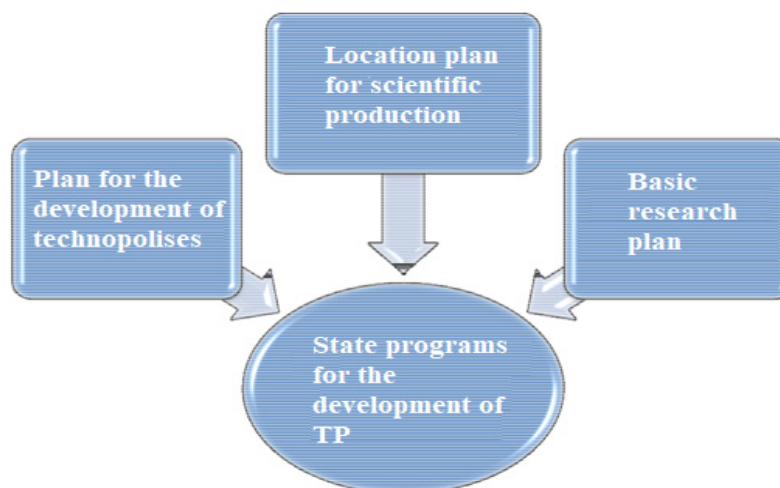 Location plan
for scientific
production
Plan for the
development of
technopolises
Basic
research
plan
State programs
for the
development of
TP